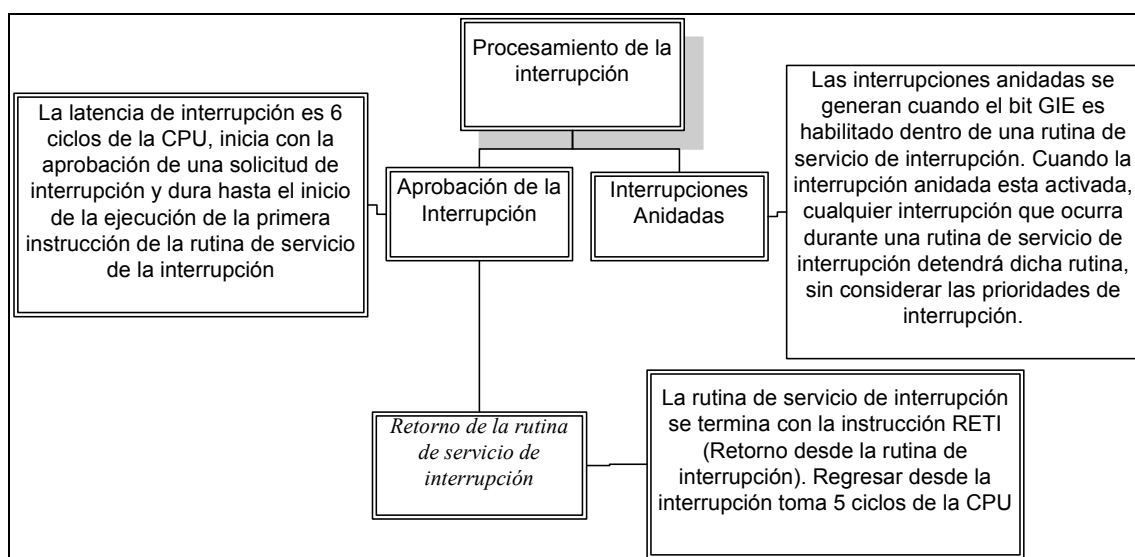 Procesamiento de la
interrupción
La latencia de interrupción es 6
ciclos de la CPU, inicia con la
aprobación de una solicitud de
interrupción y dura hasta el inicio
de la ejecución de la primera
instrucción de la rutina de servicio
de la interrupción
Aprobación de la
Interrupción
Interrupciones
Anidadas
Las interrupciones anidadas se
generan cuando el bit GIE es
habilitado dentro de una rutina de
servicio de interrupción. Cuando la
interrupción anidada esta activada,
cualquier interrupción que ocurra
durante una rutina de servicio de
interrupción detendrá dicha rutina,
sin considerar las prioridades de
interrupción.
Retorno de la rutina
de servicio de
interrupción
La rutina de servicio de interrupción
se termina con la instrucción RETI
(Retorno desde la rutina de
interrupción). Regresar desde la
interrupción toma 5 ciclos de la CPU